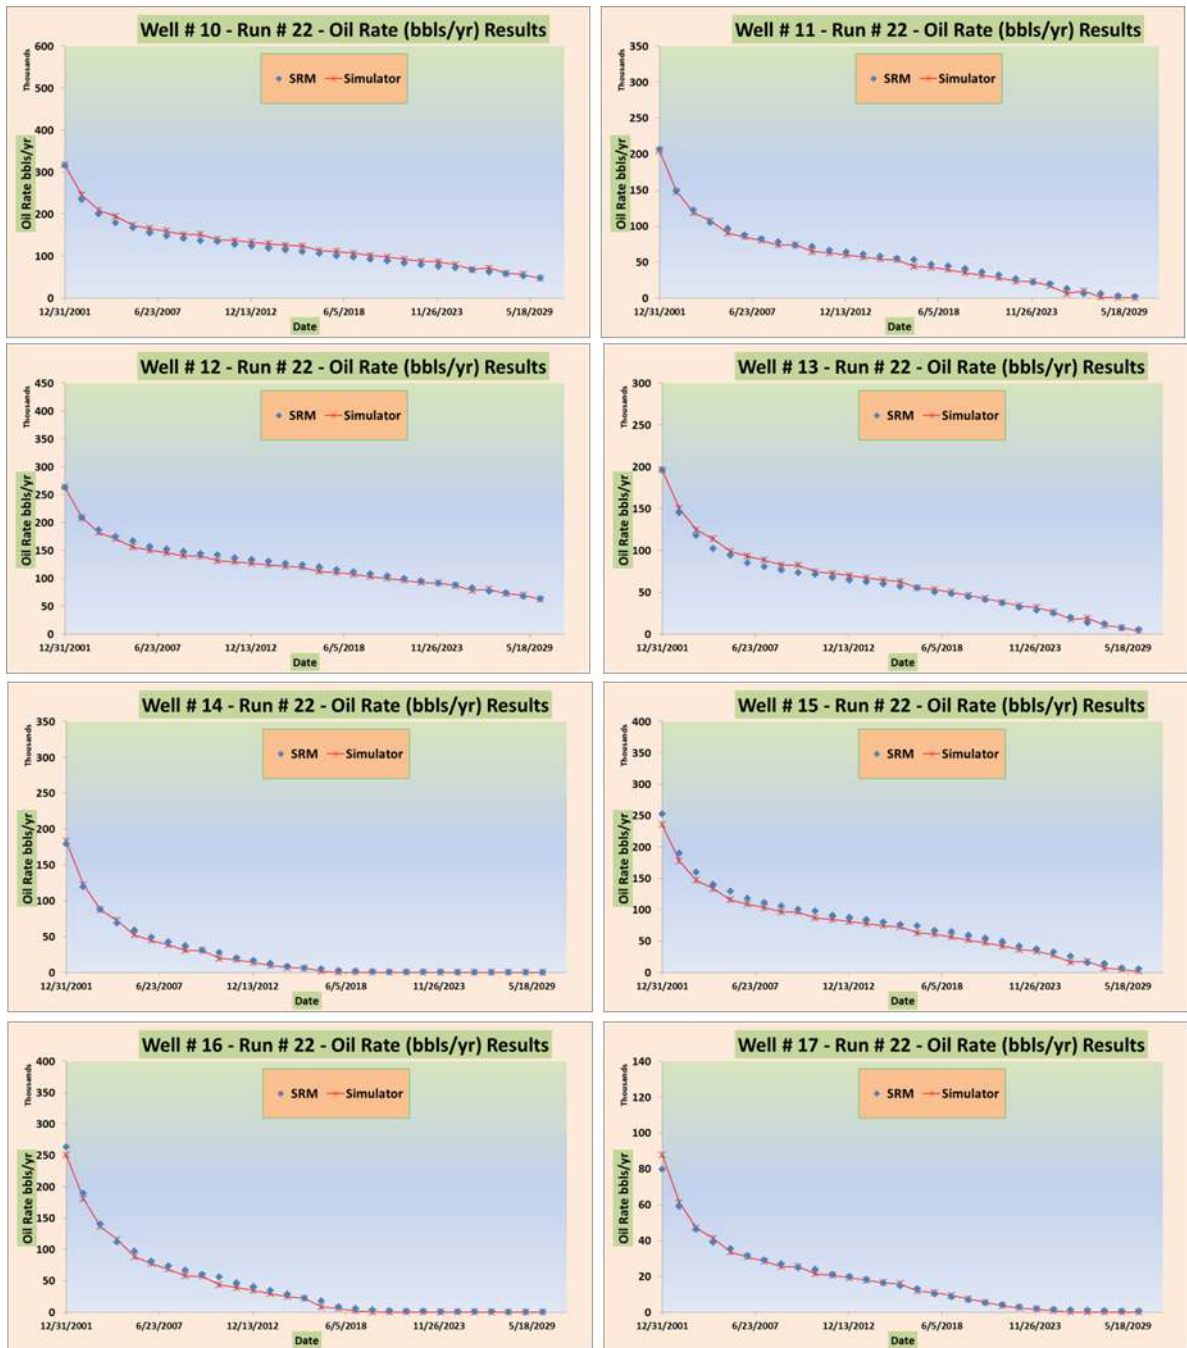 Well # 10 - Run # 22 - Oil Rate (bbls/yr) Results
Thousands
600
500
400
300
200
100
0
SRM Simulator
Oil Rate bbls/yr
12/31/2001 6/23/2007 12/13/2012 6/5/2018 11/26/2023 5/18/2029
Date
Well # 11 - Run # 22 - Oil Rate (bbls/yr) Results
Thousands
350
300
250
200
150
100
50
0
SRM Simulator
Oil Rate bbls/yr
12/31/2001 6/23/2007 12/13/2012 6/5/2018 11/26/2023 5/18/2029
Date
Well # 12 - Run # 22 - Oil Rate (bbls/yr) Results
Thousands
450
400
350
300
250
200
150
100
50
0
SRM Simulator
Oil Rate bbls/yr
12/31/2001 6/23/2007 12/13/2012 6/5/2018 11/26/2023 5/18/2029
Date
Well # 13 - Run # 22 - Oil Rate (bbls/yr) Results
Thousands
300
250
200
150
100
50
0
SRM Simulator
Oil Rate bbls/yr
12/31/2001 6/23/2007 12/13/2012 6/5/2018 11/26/2023 5/18/2029
Date
Well # 14 - Run # 22 - Oil Rate (bbls/yr) Results
Thousands
350
300
250
200
150
100
50
0
SRM Simulator
Oil Rate bbls/yr
12/31/2001 6/23/2007 12/13/2012 6/5/2018 11/26/2023 5/18/2029
Date
Well # 15 - Run # 22 - Oil Rate (bbls/yr) Results
Thousands
400
350
300
250
200
150
100
50
0
SRM Simulator
Oil Rate bbls/yr
12/31/2001 6/23/2007 12/13/2012 6/5/2018 11/26/2023 5/18/2029
Date
Well # 16 - Run # 22 - Oil Rate (bbls/yr) Results
Thousands
400
350
300
250
200
150
100
50
0
SRM Simulator
Oil Rate bbls/yr
12/31/2001 6/23/2007 12/13/2012 6/5/2018 11/26/2023 5/18/2029
Date
Well # 17 - Run # 22 - Oil Rate (bbls/yr) Results
Thousands
140
120
100
80
60
40
20
0
SRM Simulator
Oil Rate bbls/yr
12/31/2001 6/23/2007 12/13/2012 6/5/2018 11/26/2023 5/18/2029
Date